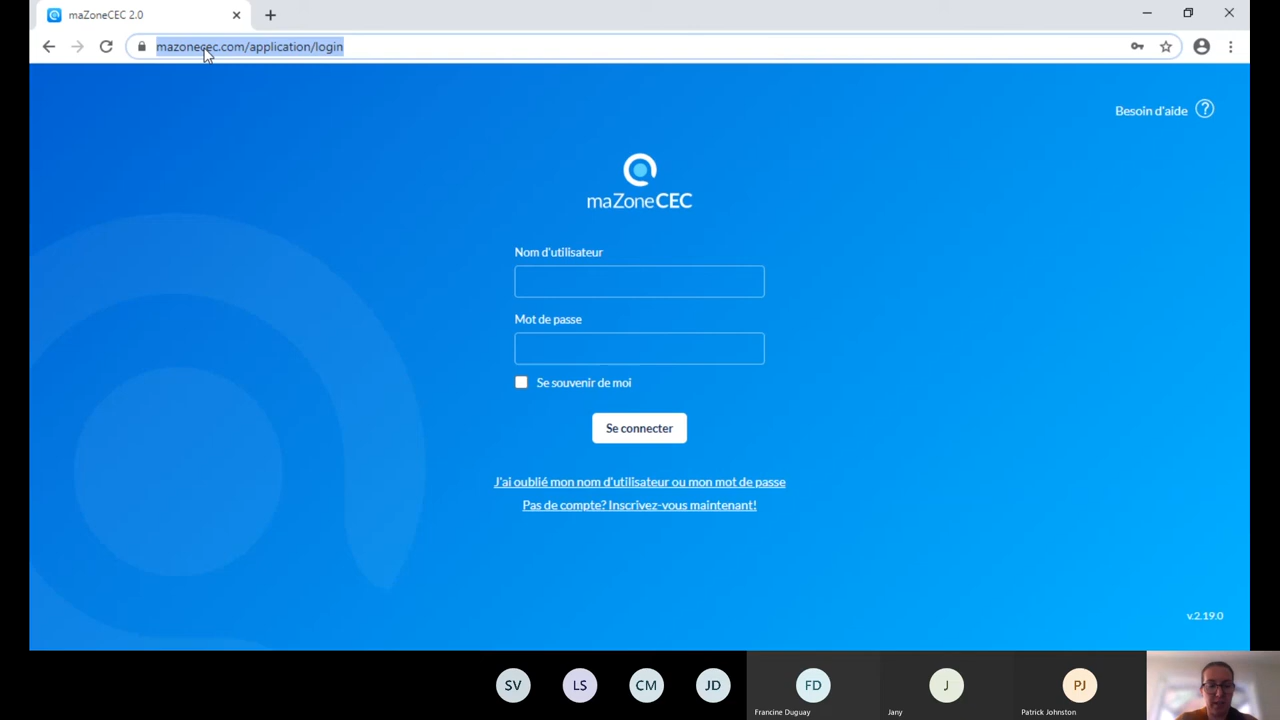 maZoneCEC 2.0
mazonecec.com/application/login
Besoin d'aide ?
maZoneCEC
Nom d'utilisateur
Mot de passe
Se souvenir de moi
Se connecter
J'ai oublié mon nom d'utilisateur ou mon mot de passe
Pas de compte? Inscrivez-vous maintenant!
v.2.19.0
SV LS CM JD FD J PJ
Francine Duguay Jany Patrick Johnston